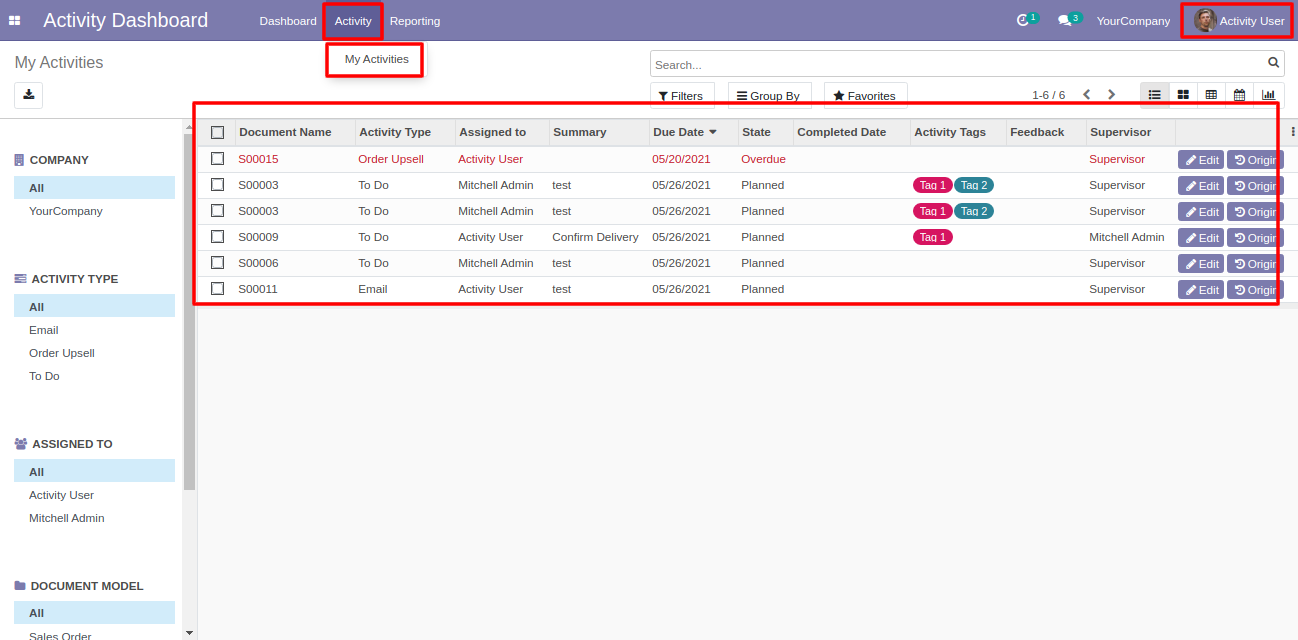 Activity Dashboard Dashboard Activity Reporting 1 3 YourCompany Activity User
My Activities
My Activities
Search...
Filters Group By Favorites 1-6 / 6
Document Name Activity Type Assigned to Summary Due Date State Completed Date Activity Tags Feedback Supervisor
S00015 Order Upsell Activity User 05/20/2021 Overdue Supervisor Edit Origin
S00003 To Do Mitchell Admin test 05/26/2021 Planned Tag 1 Tag 2 Supervisor Edit Origin
S00003 To Do Mitchell Admin test 05/26/2021 Planned Tag 1 Tag 2 Supervisor Edit Origin
S00009 To Do Activity User Confirm Delivery 05/26/2021 Planned Tag 1 Mitchell Admin Edit Origin
S00006 To Do Mitchell Admin test 05/26/2021 Planned Supervisor Edit Origin
S00011 Email Activity User test 05/26/2021 Planned Supervisor Edit Origin
COMPANY
All
YourCompany
ACTIVITY TYPE
All
Email
Order Upsell
To Do
ASSIGNED TO
All
Activity User
Mitchell Admin
DOCUMENT MODEL
All
Sales Order